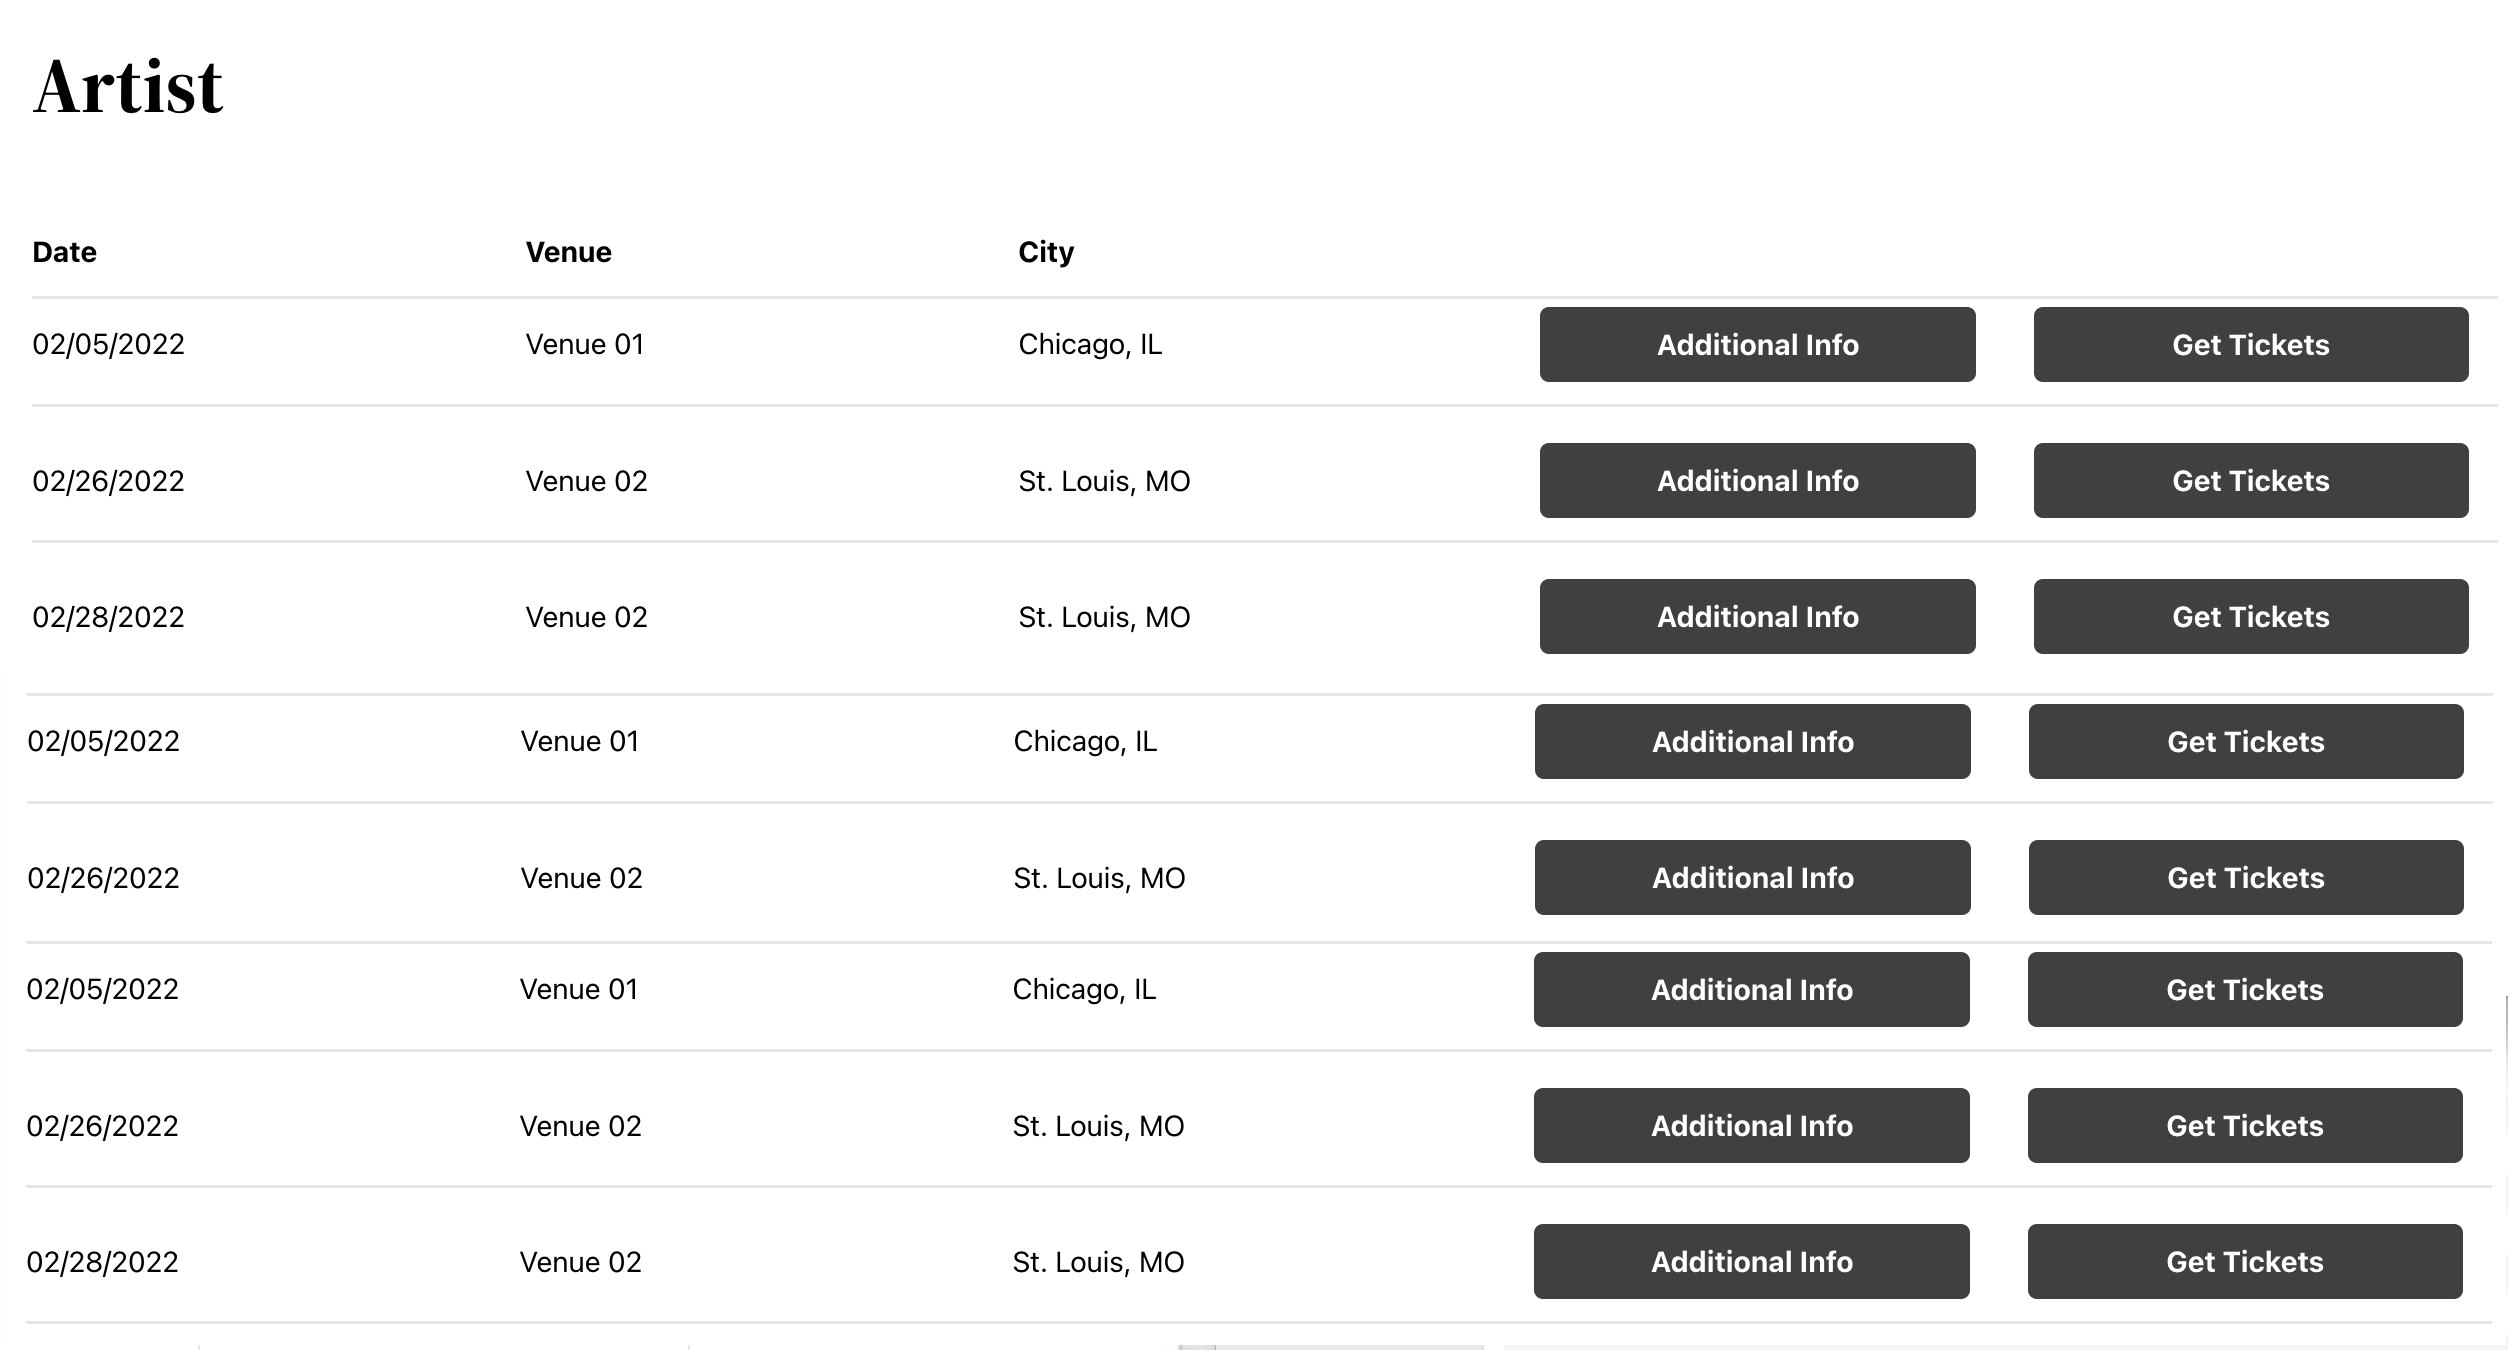 Artist
Date Venue City
02/05/2022 Venue 01 Chicago, IL Additional Info Get Tickets
02/26/2022 Venue 02 St. Louis, MO Additional Info Get Tickets
02/28/2022 Venue 02 St. Louis, MO Additional Info Get Tickets
02/05/2022 Venue 01 Chicago, IL Additional Info Get Tickets
02/26/2022 Venue 02 St. Louis, MO Additional Info Get Tickets
02/05/2022 Venue 01 Chicago, IL Additional Info Get Tickets
02/26/2022 Venue 02 St. Louis, MO Additional Info Get Tickets
02/28/2022 Venue 02 St. Louis, MO Additional Info Get Tickets